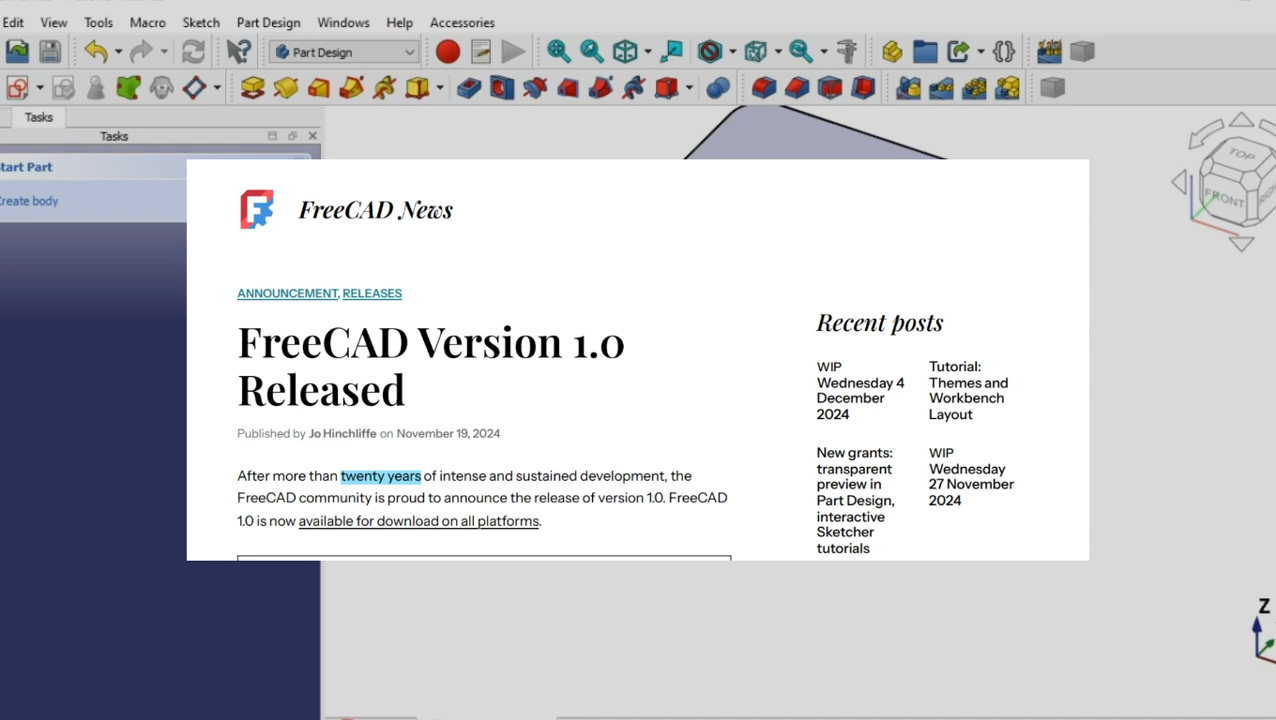 Edit View Tools Macro Sketch Part Design Windows Help Accessories
Part Design
Tasks
Tasks
Start Part
Create body
TOP
FRONT
RIGH
FreeCAD News
ANNOUNCEMENT, RELEASES
FreeCAD Version 1.0
Released
Published by Jo Hinchliffe on November 19, 2024
After more than twenty years of intense and sustained development, the
FreeCAD community is proud to announce the release of version 1.0. FreeCAD
1.0 is now available for download on all platforms.
Recent posts
WIP
Wednesday 4
December
2024
Tutorial:
Themes and
Workbench
Layout
New grants:
transparent
preview in
Part Design,
interactive
Sketcher
tutorials
WIP
Wednesday
27 November
2024
Z